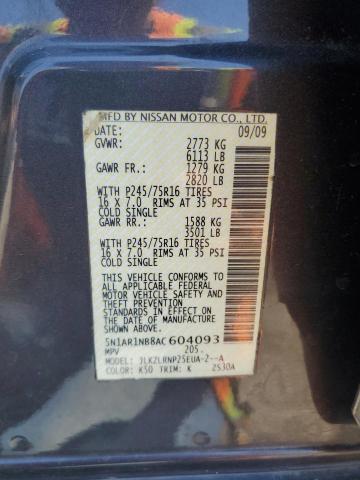 MFD BY NISSAN MOTOR CO., LTD.
DATE: 09/09
GVWR: 2773 KG
6113 LB
GAWR FR: 1279 KG
2820 LB
WITH P245/75R16 TIRES
16 X 7.0 RIMS AT 35 PSI
COLD SINGLE
GAWR RR: 1588 KG
3501 LB
WITH P245/75R16 TIRES
16 X 7.0 RIMS AT 35 PSI
COLD SINGLE
THIS VEHICLE CONFORMS TO
ALL APPLICABLE FEDERAL
MOTOR VEHICLE SAFETY
STANDARDS IN EFFECT ON THE
DATE OF MANUFACTURE SHOWN
ABOVE.
5N1AR1NB8AC604093
MPV 205.
MODEL: JLKZLRNP25EUA-2--A
COLOR: K50 TRIM: K 2S30A